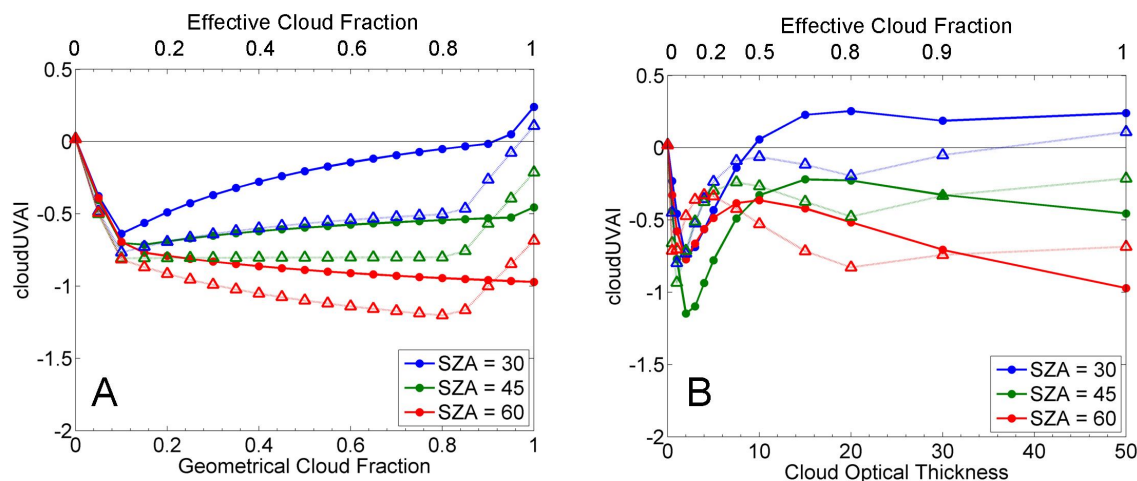 Effective Cloud Fraction
0 0.2 0.4 0.6 0.8 1
0.5
0
-0.5
-1
-1.5
-2
cloudUVAI
A
SZA = 30
SZA = 45
SZA = 60
0 0.2 0.4 0.6 0.8 1
Geometrical Cloud Fraction
Effective Cloud Fraction
0 0.2 0.5 0.8 0.9 1
0.5
0
-0.5
-1
-1.5
-2
cloudUVAI
B
SZA = 30
SZA = 45
SZA = 60
0 10 20 30 40 50
Cloud Optical Thickness